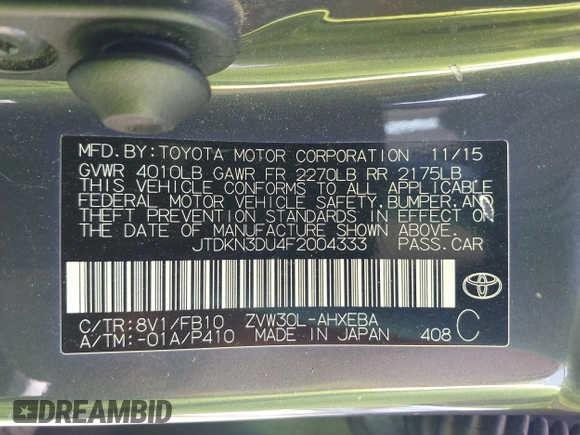 MFD. BY: TOYOTA MOTOR CORPORATION 11/15
GVWR 4010LB GAWR FR 2270LB RR 2175LB
THIS VEHICLE CONFORMS TO ALL APPLICABLE
FEDERAL MOTOR VEHICLE SAFETY, BUMPER, AND
THEFT PREVENTION STANDARDS IN EFFECT ON
THE DATE OF MANUFACTURE SHOWN ABOVE.
JTDKN3DU4F2004333 PASS. CAR
C/TR: 8V1/FB10 ZVW30L-AHXEBA C
A/TM: -01A/P410 MADE IN JAPAN 408
DREAMBID